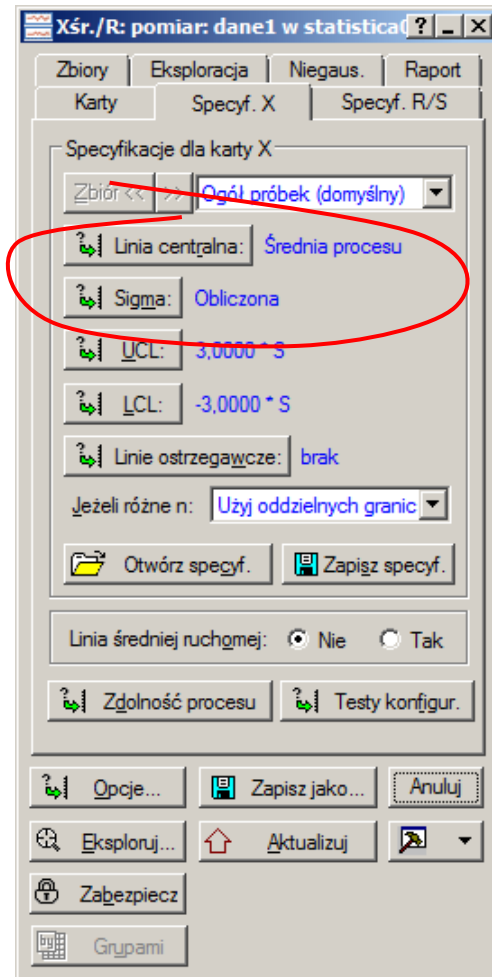 Xśr./R: pomiar: dane1 w statistica(
Zbiory Eksploracja Niegaus. Raport
Karty Specyf. X Specyf. R/S
Specyfikacje dla karty X
Zbiór << >> Ogół próbek (domyślny)
Linia centralna: Średnia procesu
Sigma: Obliczona
UCL: 3,0000 * S
LCL: -3,0000 * S
Linie ostrzegawcze: brak
Jeżeli różne n: Użyj oddzielnych granic
Otwórz specyf. Zapisz specyf.
Linia średniej ruchomej: Nie Tak
Zdolność procesu Testy konfigur.
Opcje... Zapisz jako... Anuluj
Eksploruj... Aktualizuj
Zabezpiecz
Grupami